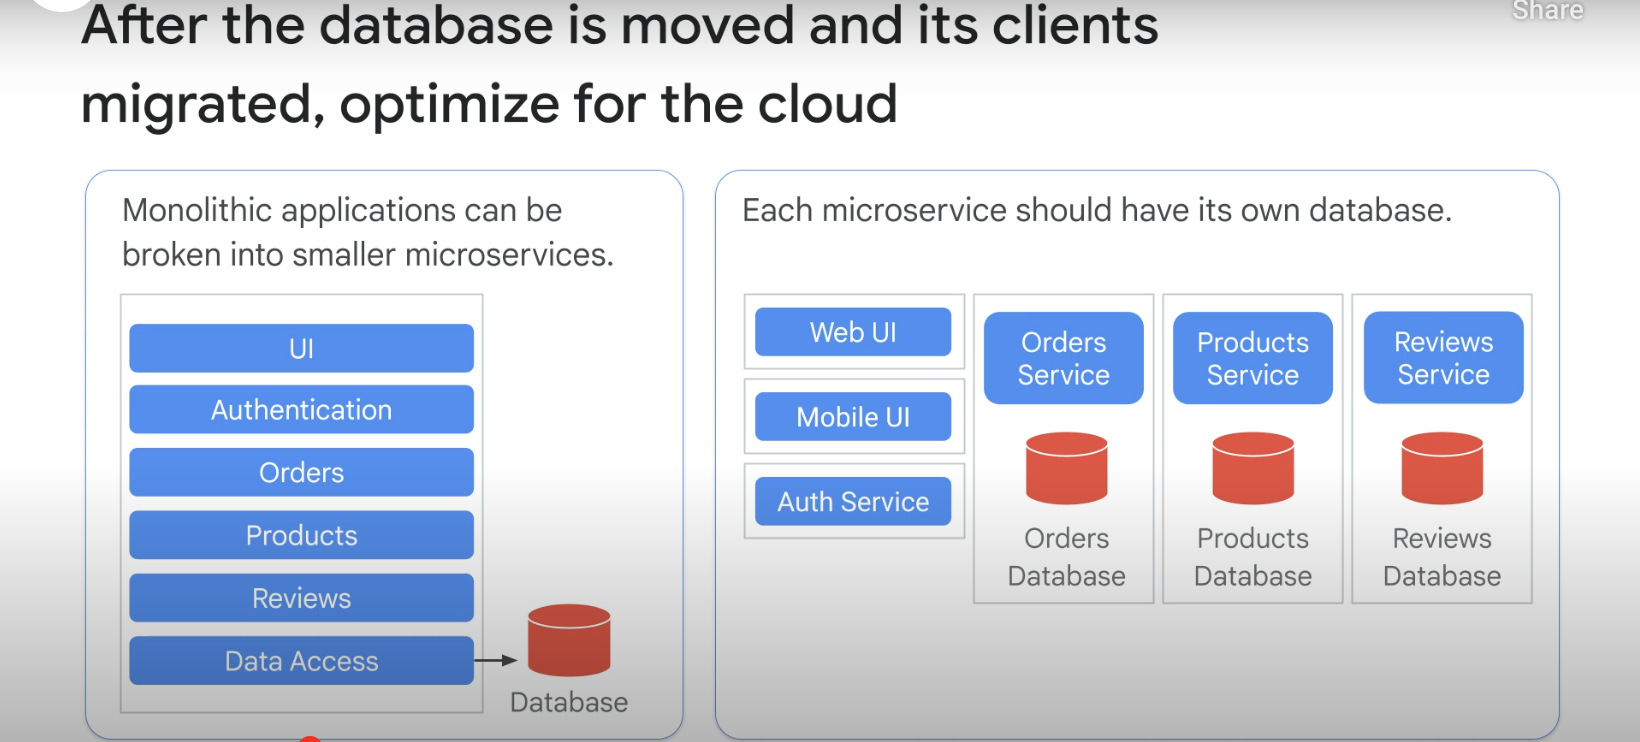 Share
After the database is moved and its clients
migrated, optimize for the cloud
Monolithic applications can be
broken into smaller microservices.
UI
Authentication
Orders
Products
Reviews
Data Access
Database
Each microservice should have its own database.
Web UI
Mobile UI
Auth Service
Orders
Service
Orders
Database
Products
Service
Products
Database
Reviews
Service
Reviews
Database